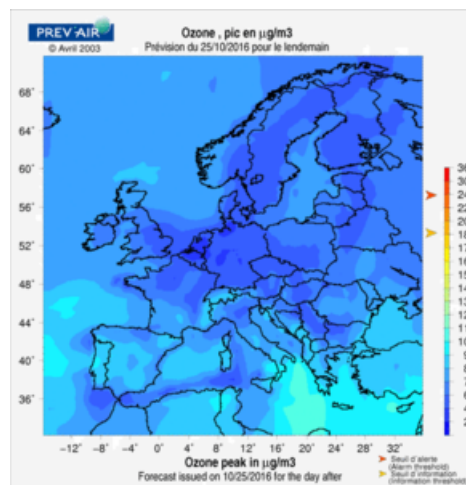 PREV'AIR
© Avril 2003
Ozone , pic en µg/m3
Prévision du 25/10/2016 pour le lendemain
68°
64°
60°
56°
52°
48°
44°
40°
36°
32°
-12° -8° -4° 0° 4° 8° 12° 16° 20° 24° 28° 32°
Ozone peak in µg/m3
Forecast issued on 10/25/2016 for the day after
Seuil d'alerte
(Alarm threshold)
Seuil d'information
(Information threshold